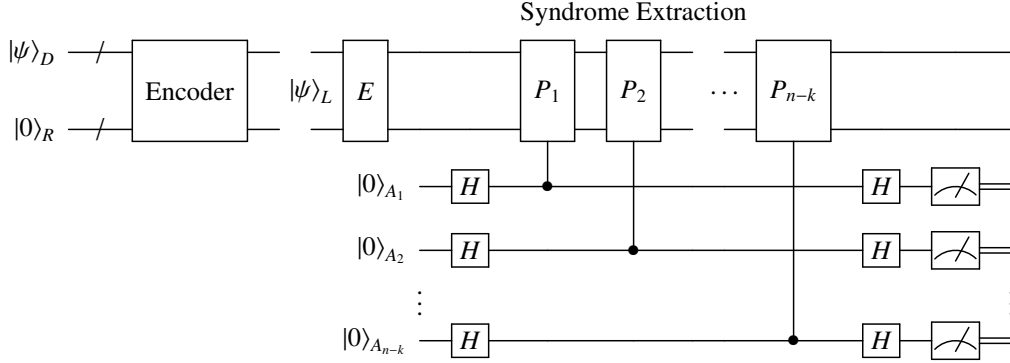 Syndrome Extraction
|ψ⟩_D
Encoder
|ψ⟩_L
E
P_1
P_2
⋯
P_{n−k}
|0⟩_R
|0⟩_{A_1}
H
H
|0⟩_{A_2}
H
H
⋮
⋮
|0⟩_{A_{n−k}}
H
H